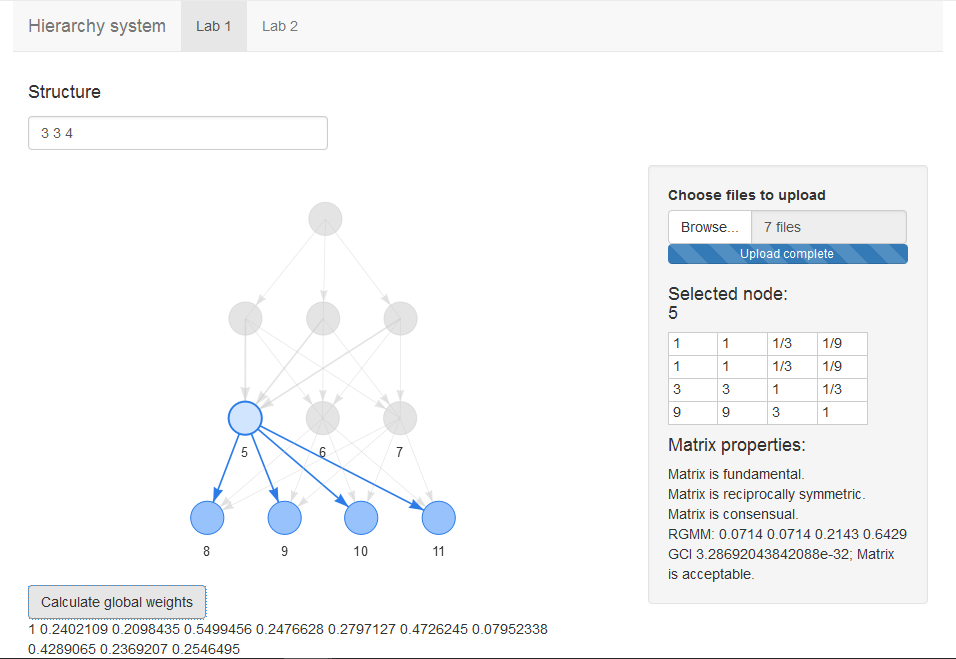 Hierarchy system Lab 1 Lab 2
Structure
3 3 4
Choose files to upload
Browse... 7 files
Upload complete
Selected node:
5
1 1 1/3 1/9
1 1 1/3 1/9
3 3 1 1/3
9 9 3 1
Matrix properties:
Matrix is fundamental.
Matrix is reciprocally symmetric.
Matrix is consensual.
RGMM: 0.0714 0.0714 0.2143 0.6429
GCI 3.28692043842088e-32; Matrix
is acceptable.
5 6 7
8 9 10 11
Calculate global weights
1 0.2402109 0.2098435 0.5499456 0.2476628 0.2797127 0.4726245 0.07952338
0.4289065 0.2369207 0.2546495